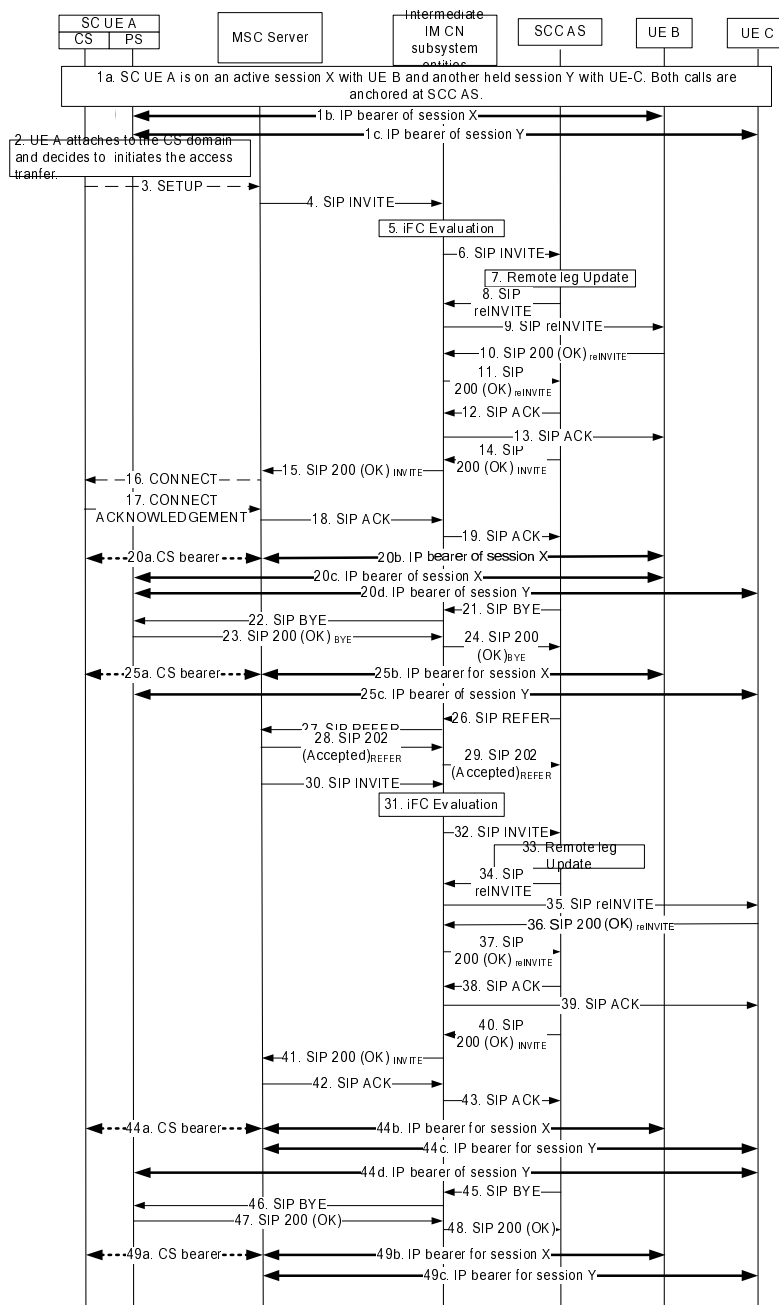 SC UE A
CS PS
MSC Server
Intermediate
IM CN
subsystem
entities
SCC AS
UE B
UE C
1a. SC UE A is on an active session X with UE B and another held session Y with UE-C. Both calls are
anchored at SCC AS.
1b. IP bearer of session X
1c. IP bearer of session Y
2. UE A attaches to the CS domain
and decides to initiates the access
tranfer.
3. SETUP
4. SIP INVITE
5. iFC Evaluation
6. SIP INVITE
7. Remote leg Update
8. SIP
reINVITE
9. SIP reINVITE
10. SIP 200 (OK) reINVITE
11. SIP
200 (OK) reINVITE
12. SIP ACK
13. SIP ACK
14. SIP
200 (OK) INVITE
15. SIP 200 (OK) INVITE
16. CONNECT
17. CONNECT
ACKNOWLEDGEMENT
18. SIP ACK
19. SIP ACK
20a.CS bearer
20b. IP bearer of session X
20c. IP bearer of session X
20d. IP bearer of session Y
21. SIP BYE
22. SIP BYE
23. SIP 200 (OK) BYE
24. SIP 200
(OK)BYE
25a. CS bearer
25b. IP bearer for session X
25c. IP bearer of session Y
26. SIP REFER
27. SIP REFER
28. SIP 202
(Accepted)REFER
29. SIP 202
(Accepted)REFER
30. SIP INVITE
31. iFC Evaluation
32. SIP INVITE
33. Remote leg
Update
34. SIP
reINVITE
35. SIP reINVITE
36. SIP 200 (OK) reINVITE
37. SIP
200 (OK) reINVITE
38. SIP ACK
39. SIP ACK
40. SIP
200 (OK) INVITE
41. SIP 200 (OK) INVITE
42. SIP ACK
43. SIP ACK
44a. CS bearer
44b. IP bearer for session X
44c. IP bearer for session Y
44d. IP bearer of session Y
45. SIP BYE
46. SIP BYE
47. SIP 200 (OK)
48. SIP 200 (OK)
49a. CS bearer
49b. IP bearer for session X
49c. IP bearer for session Y